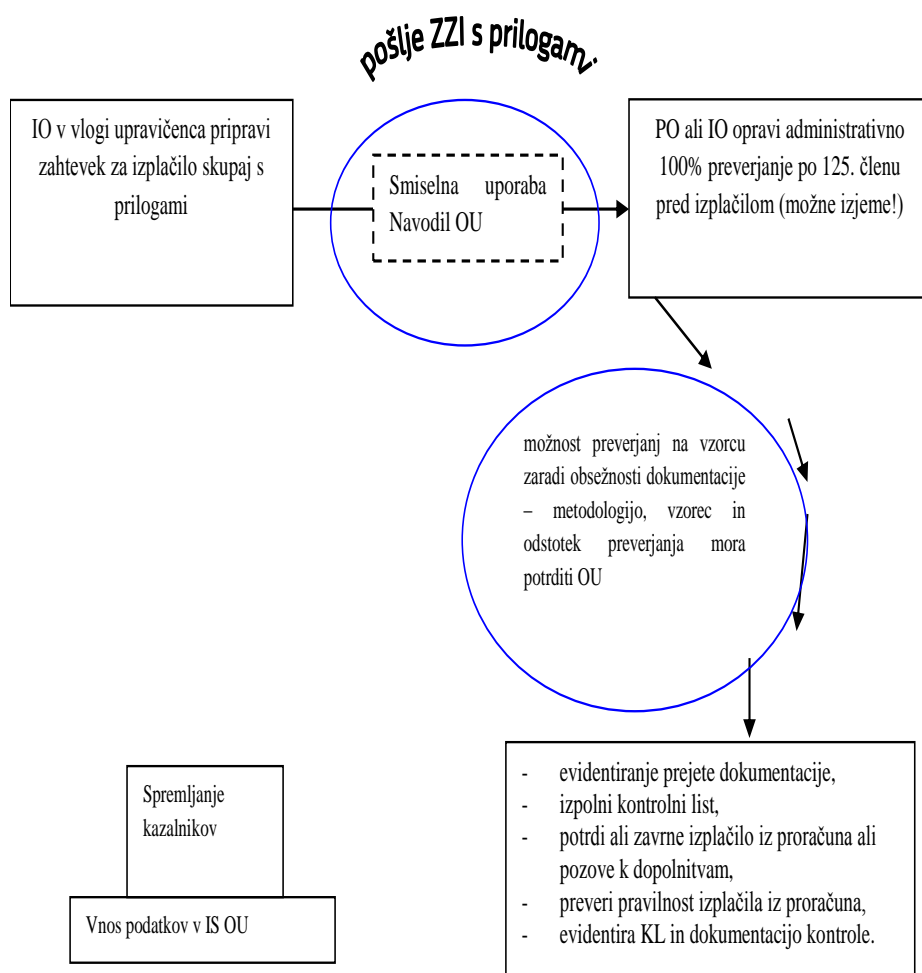 pošlje ZZI s prilogami
IO v vlogi upravičenca pripravi
zahtevek za izplačilo skupaj s
prilogami
Smiselna uporaba
Navodil OU
PO ali IO opravi administrativno
100% preverjanje po 125. členu
pred izplačilom (možne izjeme!)
možnost preverjanj na vzorcu
zaradi obsežnosti dokumentacije
– metodologijo, vzorec in
odstotek preverjanja mora
potrditi OU
- evidentiranje prejete dokumentacije,
- izpolni kontrolni list,
- potrdi ali zavrne izplačilo iz proračuna ali
pozove k dopolnitvam,
- preveri pravilnost izplačila iz proračuna,
- evidentira KL in dokumentacijo kontrole.
Spremljanje
kazalnikov
Vnos podatkov v IS OU